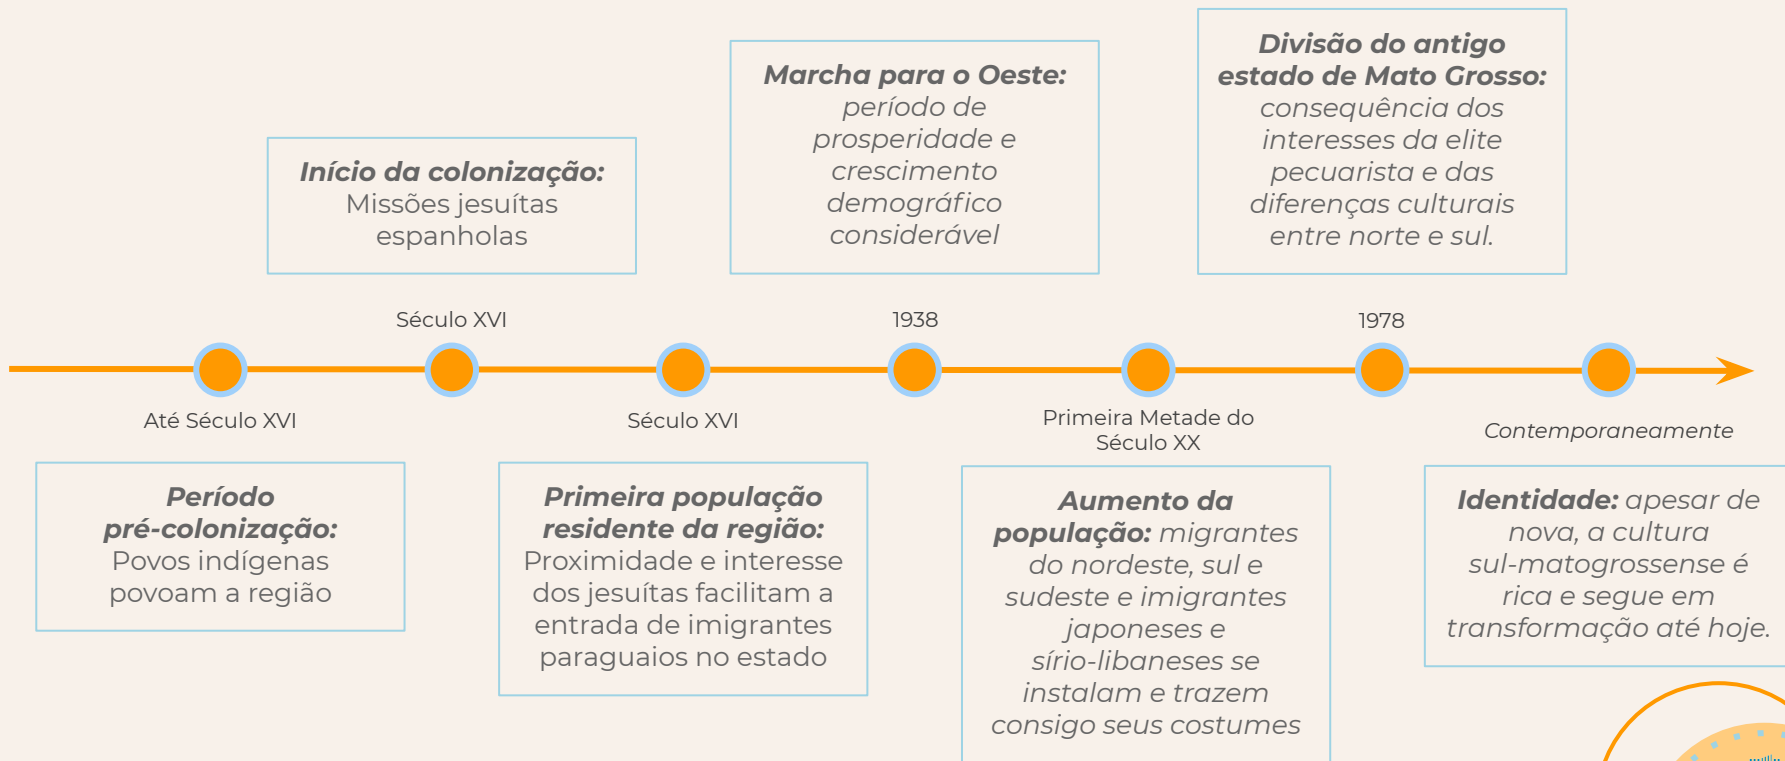 Até Século XVI
Período
pré-colonização:
Povos indígenas
povoam a região
Início da colonização:
Missões jesuítas
espanholas
Século XVI
Século XVI
Primeira população
residente da região:
Proximidade e interesse
dos jesuítas facilitam a
entrada de imigrantes
paraguaios no estado
Marcha para o Oeste:
período de
prosperidade e
crescimento
demográfico
considerável
1938
Primeira Metade do
Século XX
Aumento da
população: migrantes
do nordeste, sul e
sudeste e imigrantes
japoneses e
sírio-libaneses se
instalam e trazem
consigo seus costumes
Divisão do antigo
estado de Mato Grosso:
consequência dos
interesses da elite
pecuarista e das
diferenças culturais
entre norte e sul.
1978
Contemporaneamente
Identidade: apesar de
nova, a cultura
sul-matogrossense é
rica e segue em
transformação até hoje.